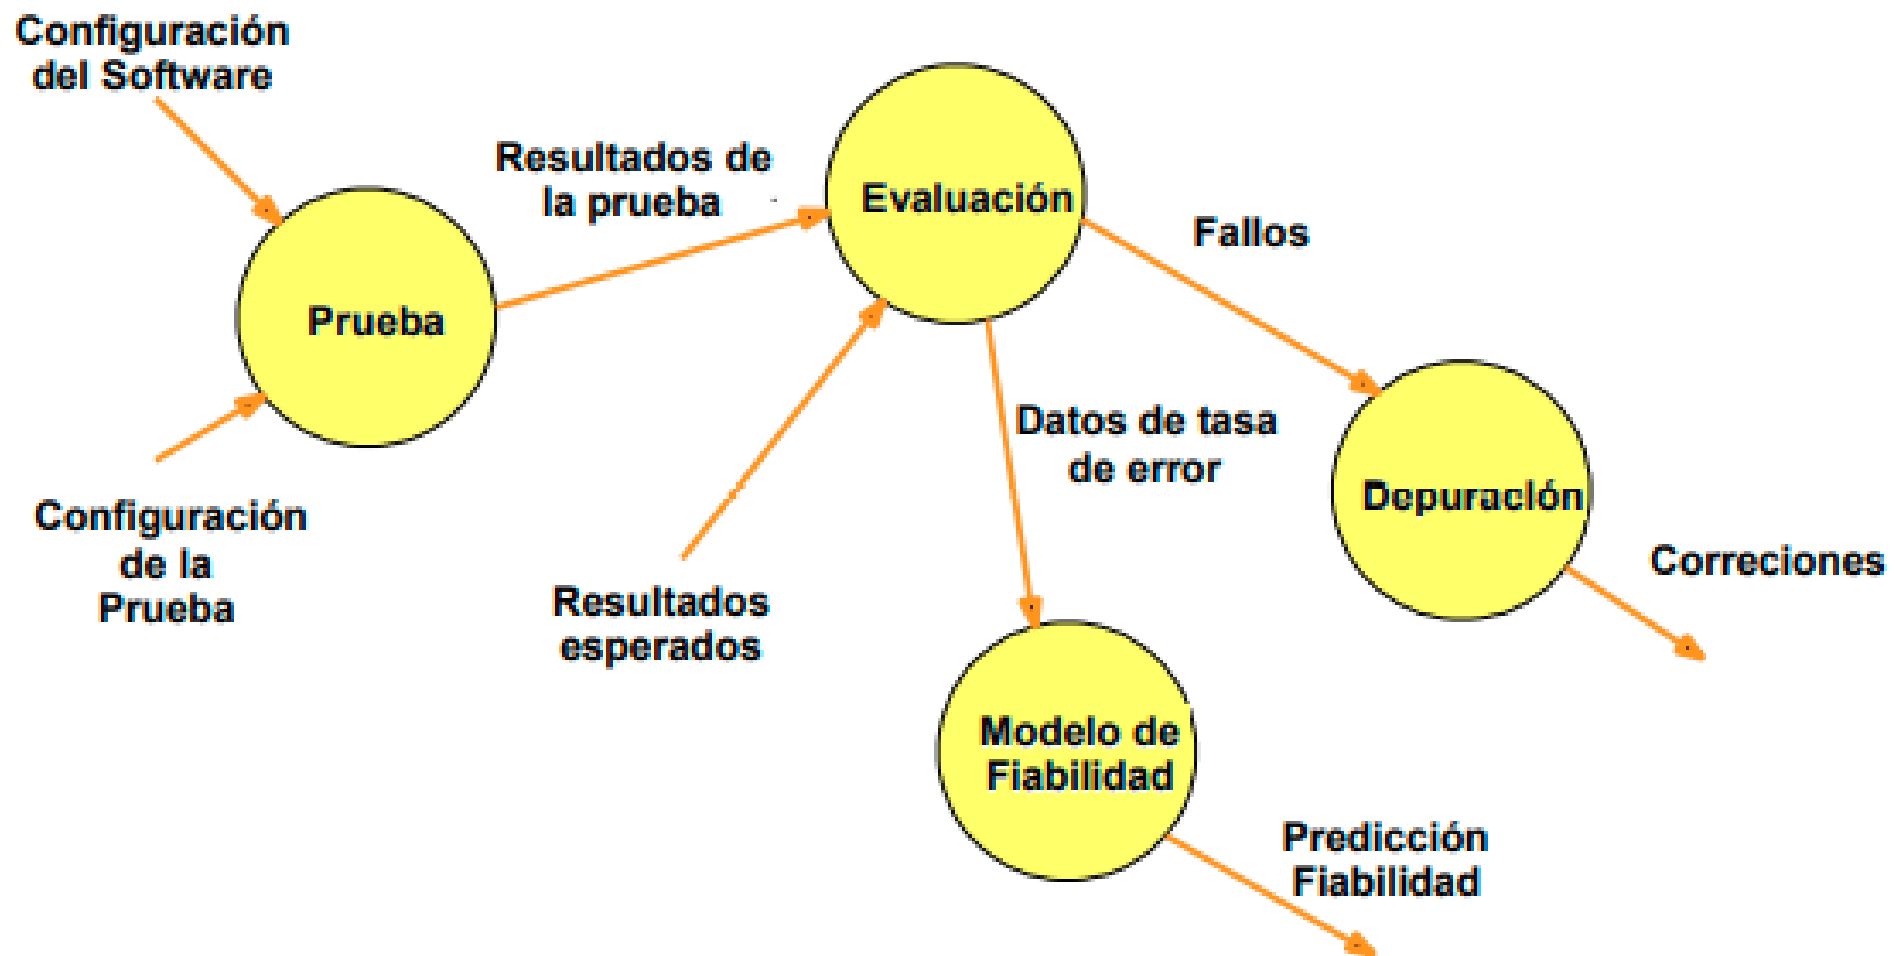 Configuración
del Software
Resultados de
la prueba
Evaluación
Fallos
Prueba
Datos de tasa
de error
Depuración
Configuración
de la
Prueba
Correciones
Resultados
esperados
Modelo de
Fiabilidad
Predicción
Fiabilidad